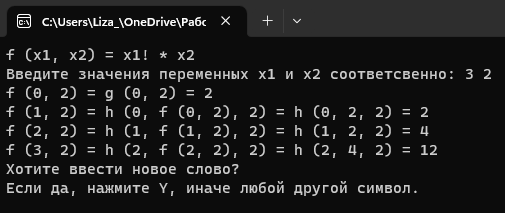 C:\Users\Liza_\OneDrive\Рабс
f (x1, x2) = x1! * x2
Введите значения переменных x1 и x2 соответсвенно: 3 2
f (0, 2) = g (0, 2) = 2
f (1, 2) = h (0, f (0, 2), 2) = h (0, 2, 2) = 2
f (2, 2) = h (1, f (1, 2), 2) = h (1, 2, 2) = 4
f (3, 2) = h (2, f (2, 2), 2) = h (2, 4, 2) = 12
Хотите ввести новое слово?
Если да, нажмите Y, иначе любой другой символ.